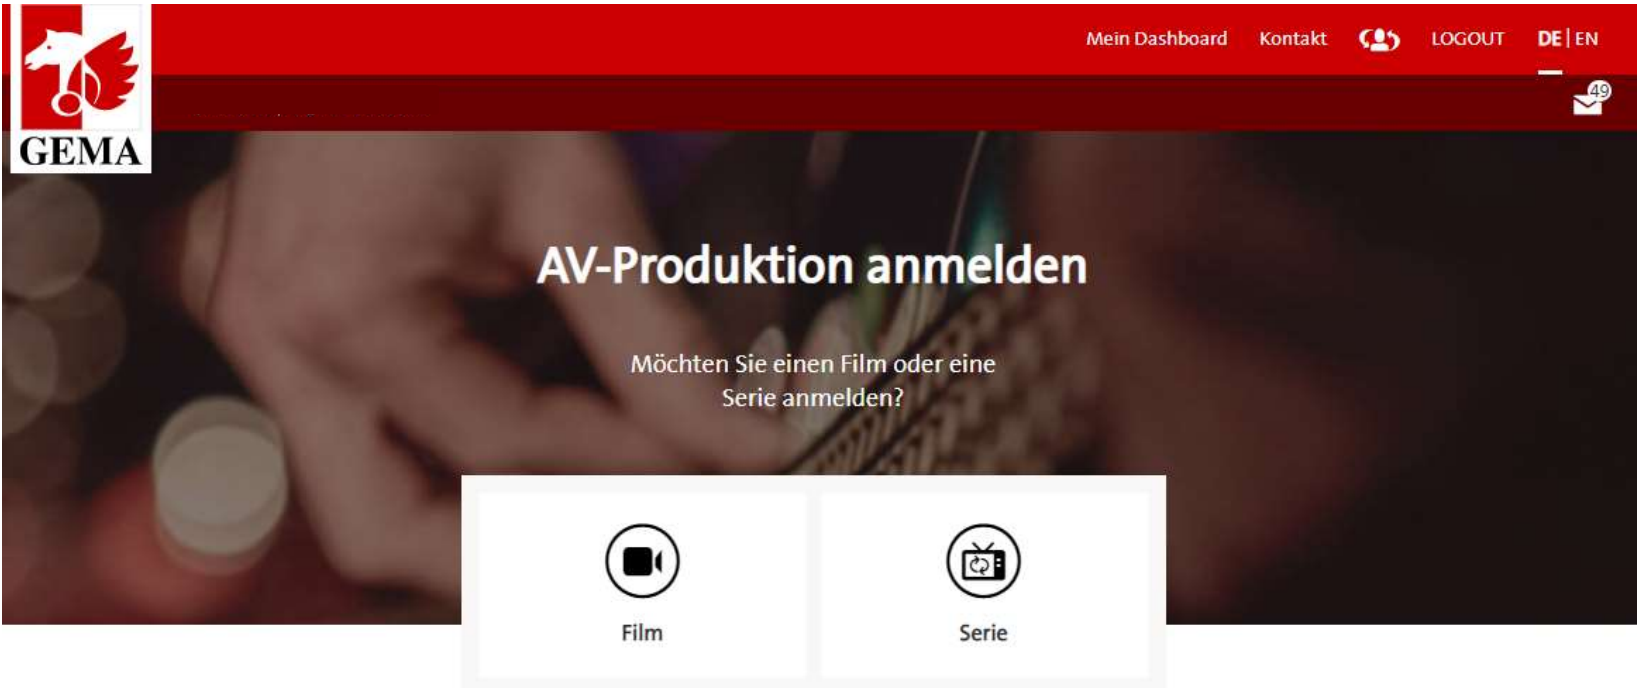 Mein Dashboard Kontakt LOGOUT DE | EN
49
GEMA
AV-Produktion anmelden
Möchten Sie einen Film oder eine
Serie anmelden?
Film Serie